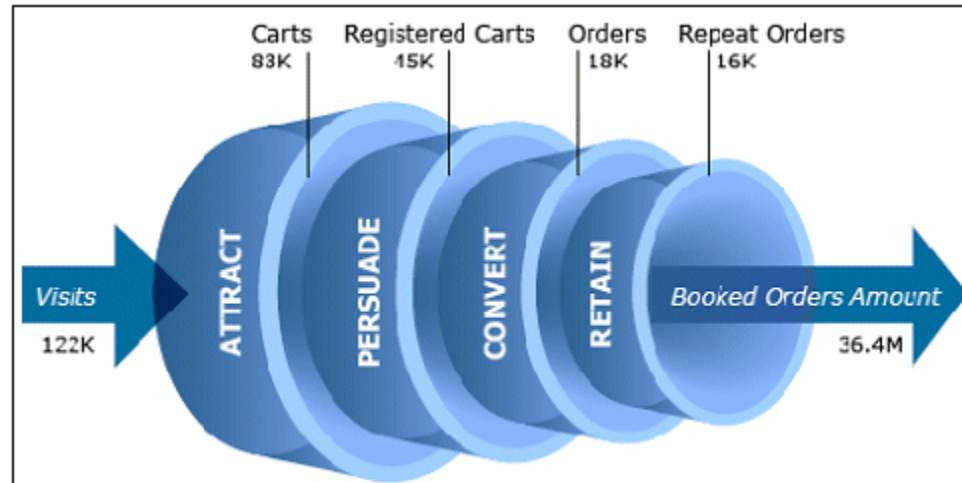 Carts Registered Carts Orders Repeat Orders
83K 45K 18K 16K
ATTRACT
PERSUADE
CONVERT
RETAIN
Visits
122K
Booked Orders Amount
36.4M